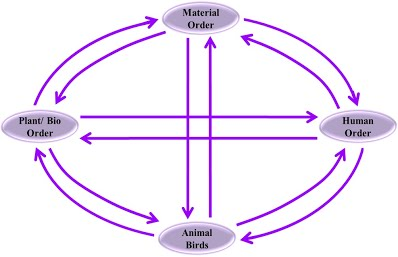 Material
Order
Plant/ Bio
Order
Human
Order
Animal
Birds